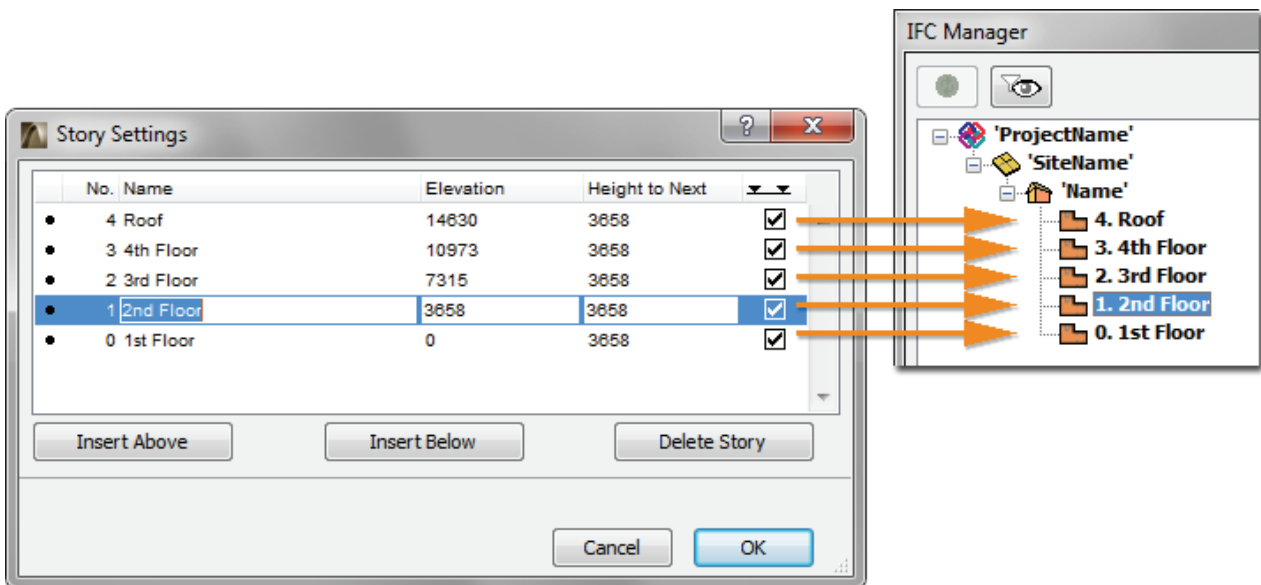 Story Settings
?
X
No. Name Elevation Height to Next
4 Roof 14630 3658
3 4th Floor 10973 3658
2 3rd Floor 7315 3658
1 2nd Floor 3658 3658
0 1st Floor 0 3658
Insert Above Insert Below Delete Story
Cancel OK
IFC Manager
'ProjectName'
'SiteName'
'Name'
4. Roof
3. 4th Floor
2. 3rd Floor
1. 2nd Floor
0. 1st Floor